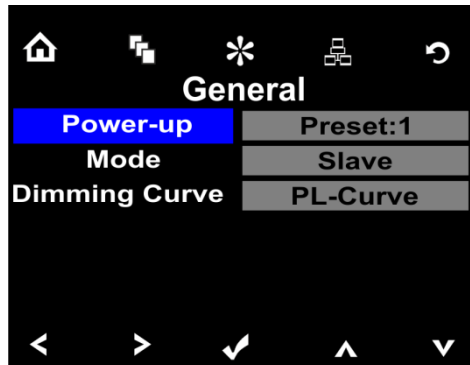 General
Power-up Preset:1
Mode Slave
Dimming Curve PL-Curve